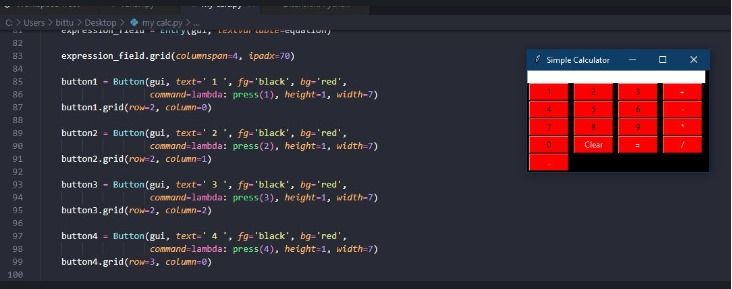 my calc.py
C: > Users > bittu > Desktop > my calc.py > ...
81 expression_field = Entry(gui, textvariable=equation)
82
83 expression_field.grid(columnspan=4, ipadx=70)
84
85 button1 = Button(gui, text=' 1 ', fg='black', bg='red',
86 command=lambda: press(1), height=1, width=7)
87 button1.grid(row=2, column=0)
88
89 button2 = Button(gui, text=' 2 ', fg='black', bg='red',
90 command=lambda: press(2), height=1, width=7)
91 button2.grid(row=2, column=1)
92
93 button3 = Button(gui, text=' 3 ', fg='black', bg='red',
94 command=lambda: press(3), height=1, width=7)
95 button3.grid(row=2, column=2)
96
97 button4 = Button(gui, text=' 4 ', fg='black', bg='red',
98 command=lambda: press(4), height=1, width=7)
99 button4.grid(row=3, column=0)
100
Simple Calculator
1 2 3 +
4 5 6 -
7 8 9 *
0 Clear = /
.